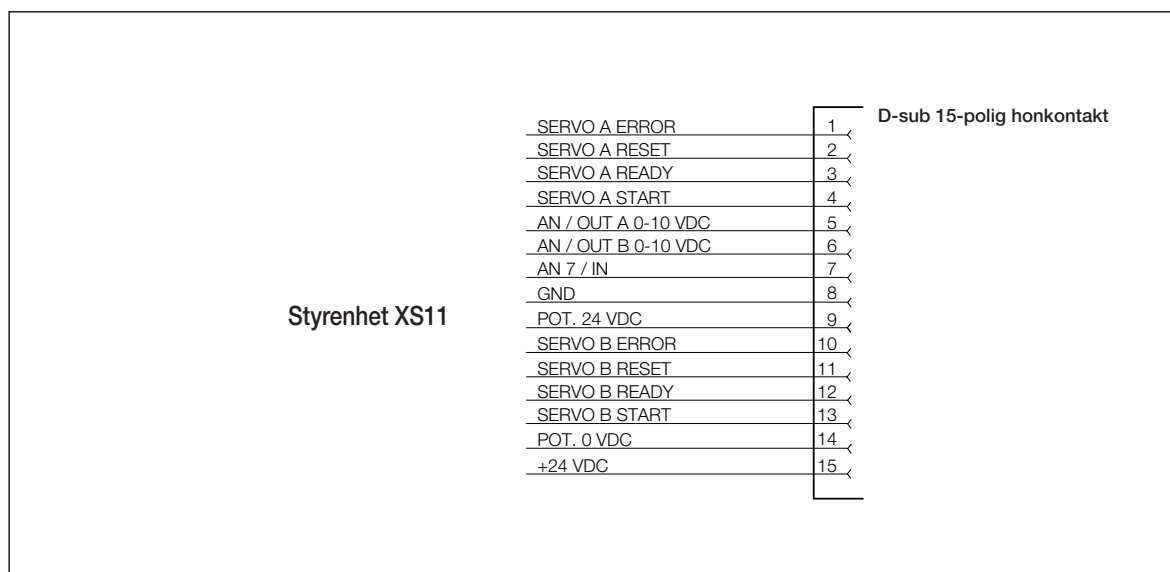 D-sub 15-polig honkontakt
SERVO A ERROR 1
SERVO A RESET 2
SERVO A READY 3
SERVO A START 4
AN / OUT A 0-10 VDC 5
AN / OUT B 0-10 VDC 6
AN 7 / IN 7
GND 8
Styrenhet XS11
POT. 24 VDC 9
SERVO B ERROR 10
SERVO B RESET 11
SERVO B READY 12
SERVO B START 13
POT. 0 VDC 14
+24 VDC 15